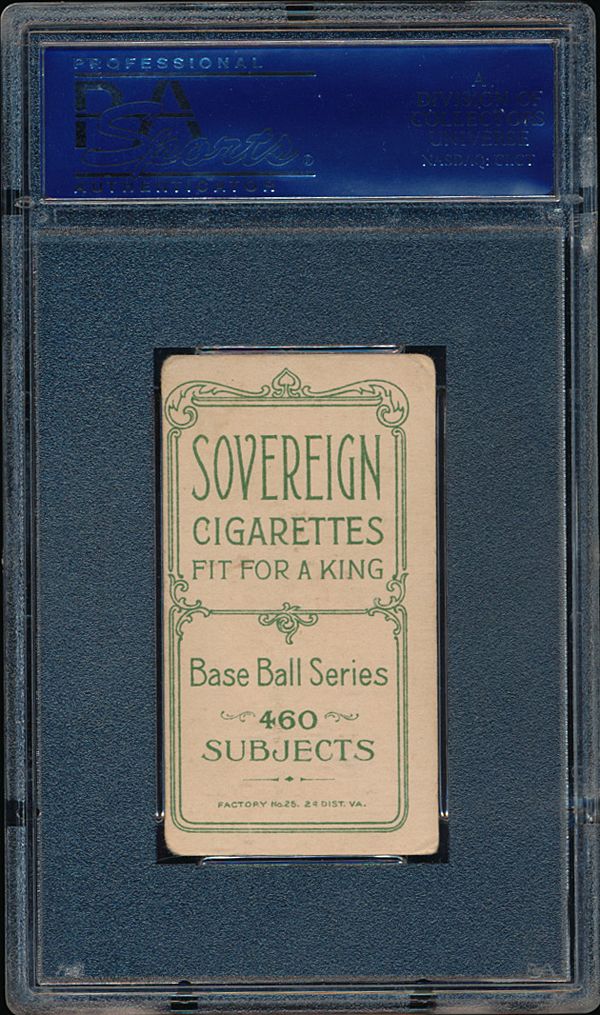 PROFESSIONAL
PSA
Sports
AUTHENTICATOR
A
DIVISION OF
COLLECTORS
UNIVERSE
NASDAQ: CLCT
SOVEREIGN
CIGARETTES
FIT FOR A KING
Base Ball Series
460
SUBJECTS
FACTORY No. 25. 2d DIST. VA.